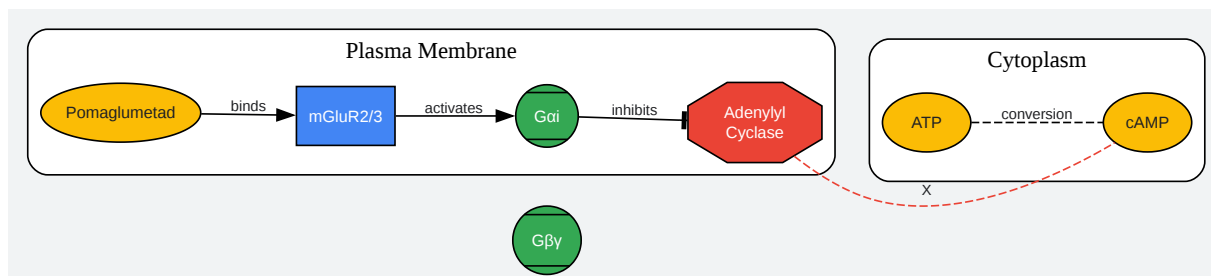 Plasma Membrane
Pomaglumetad
binds
mGluR2/3
activates
Gαi
inhibits
Adenylyl
Cyclase
Cytoplasm
ATP
conversion
cAMP
X
Gβγ